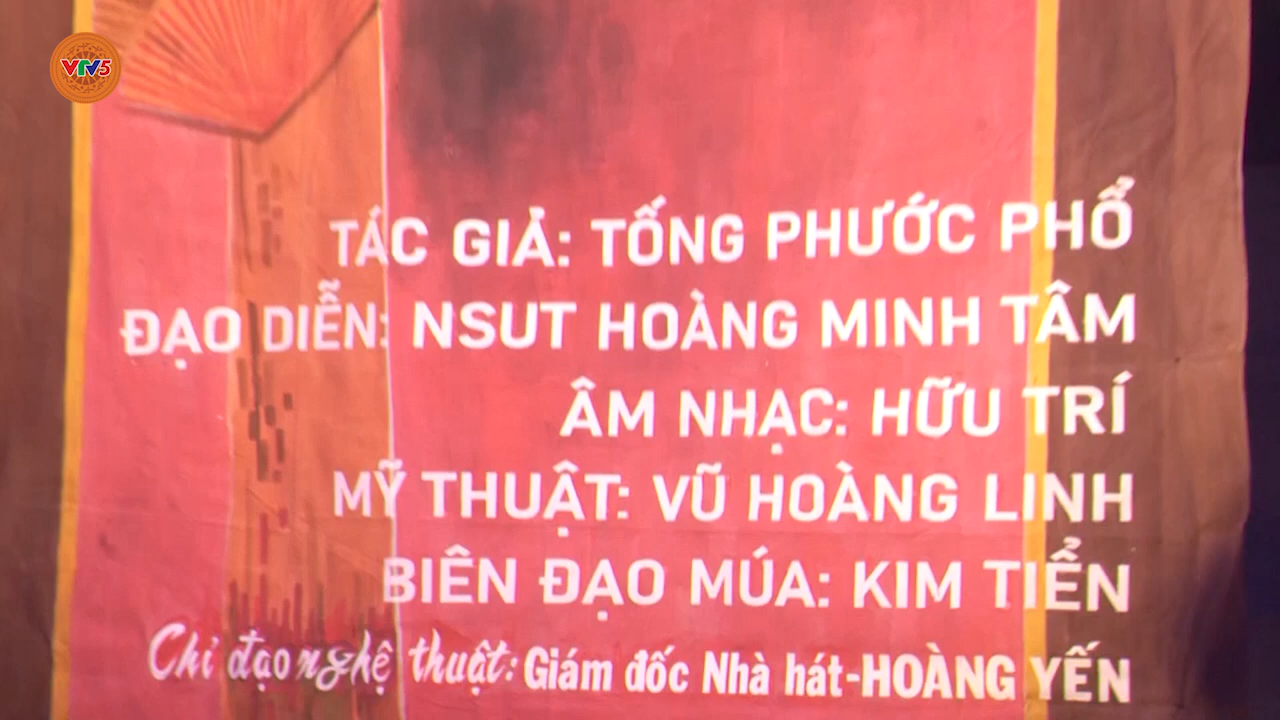 VTV5
TÁC GIẢ: TỐNG PHƯỚC PHỔ
ĐẠO DIỄN: NSUT HOÀNG MINH TÂM
ÂM NHẠC: HỮU TRÍ
MỸ THUẬT: VŨ HOÀNG LINH
BIÊN ĐẠO MÚA: KIM TIỂN
Chỉ đạo nghệ thuật: Giám đốc Nhà hát-HOÀNG YẾN